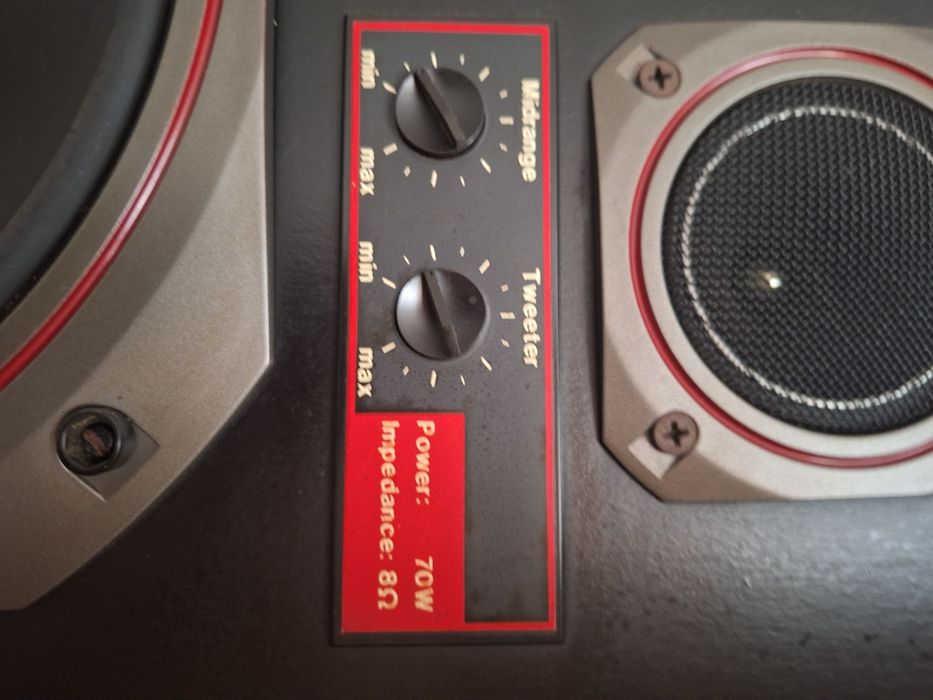 Midrange
min max
Tweeter
min max
Power: 70W
Impedance: 8Ω